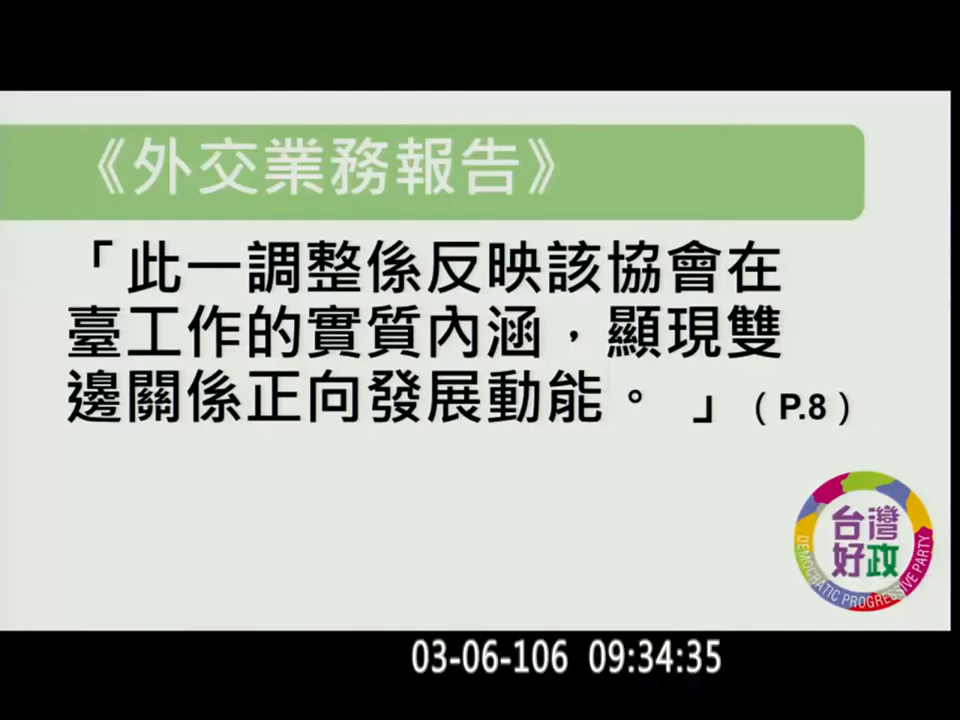 《外交業務報告》
「此一調整係反映該協會在
臺工作的實質內涵，顯現雙
邊關係正向發展動能。」（P.8）
台灣
好政
DEMOCRATIC PROGRESSIVE PARTY
03-06-106 09:34:35